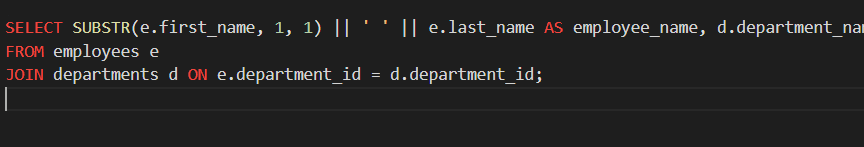 SELECT SUBSTR(e.first_name, 1, 1) || ' ' || e.last_name AS employee_name,
FROM employees e
JOIN departments d ON e.department_id = d.department_id;